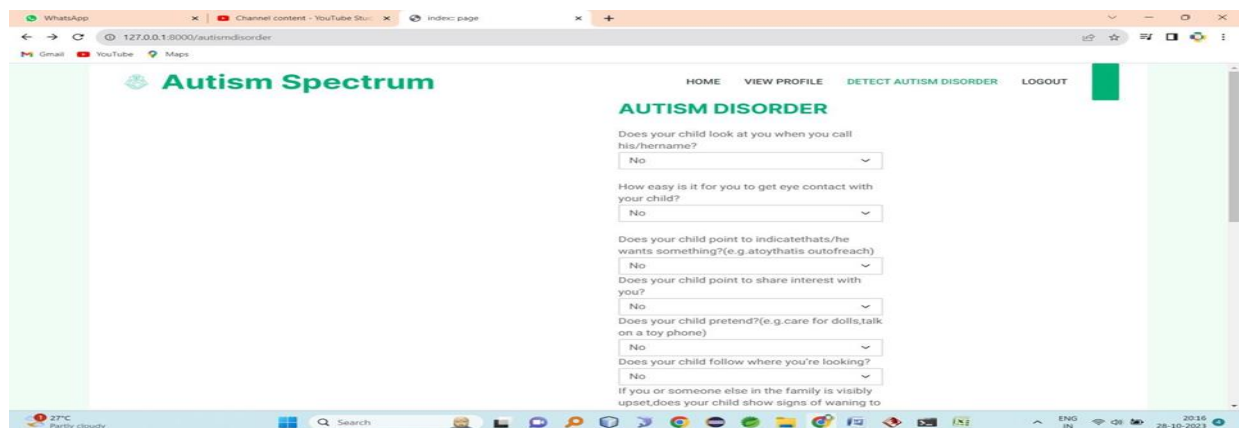 WhatsApp
Channel content - YouTube Stud
index: page
127.0.0.1:8000/autismdisorder
Gmail
YouTube
Maps
Autism Spectrum
HOME
VIEW PROFILE
DETECT AUTISM DISORDER
LOGOUT
AUTISM DISORDER
Does your child look at you when you call
his/hername?
No
How easy is it for you to get eye contact with
your child?
No
Does your child point to indicatethats/he
wants something?(e.g.atoythatis outofreach)
No
Does your child point to share interest with
you?
No
Does your child pretend?(e.g.care for dolls,talk
on a toy phone)
No
Does your child follow where you're looking?
No
If you or someone else in the family is visibly
upset,does your child show signs of waning to
27°C
Partly cloudy
Search
ENG
IN
20:16
28-10-2023